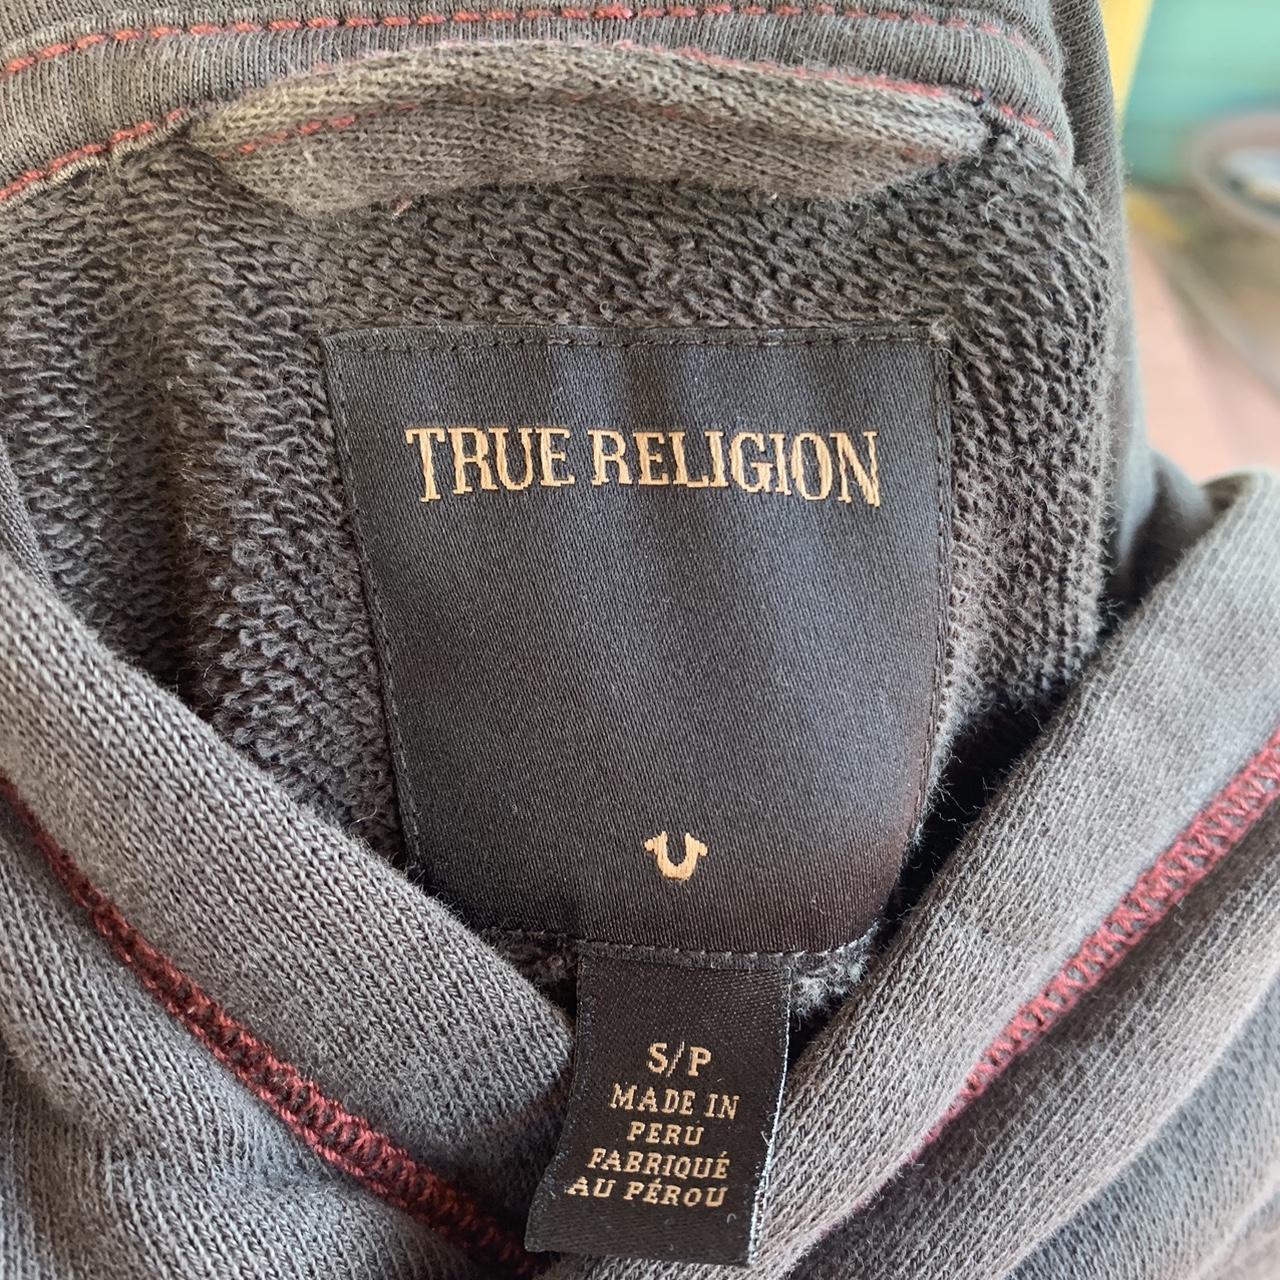 TRUE RELIGION
S/P
MADE IN
PERU
FABRIQUÉ
AU PÉROU